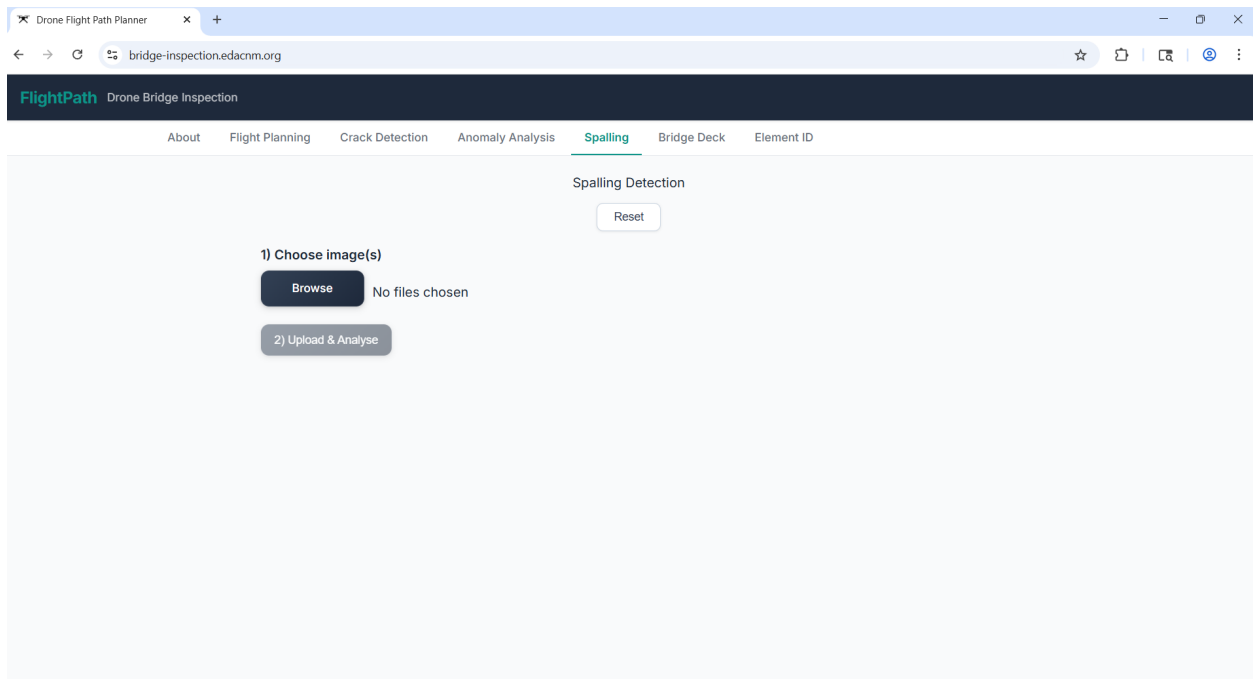 Drone Flight Path Planner
bridge-inspection.edacnm.org
FlightPath Drone Bridge Inspection
About Flight Planning Crack Detection Anomaly Analysis Spalling Bridge Deck Element ID
Spalling Detection
Reset
1) Choose image(s)
Browse No files chosen
2) Upload & Analyse